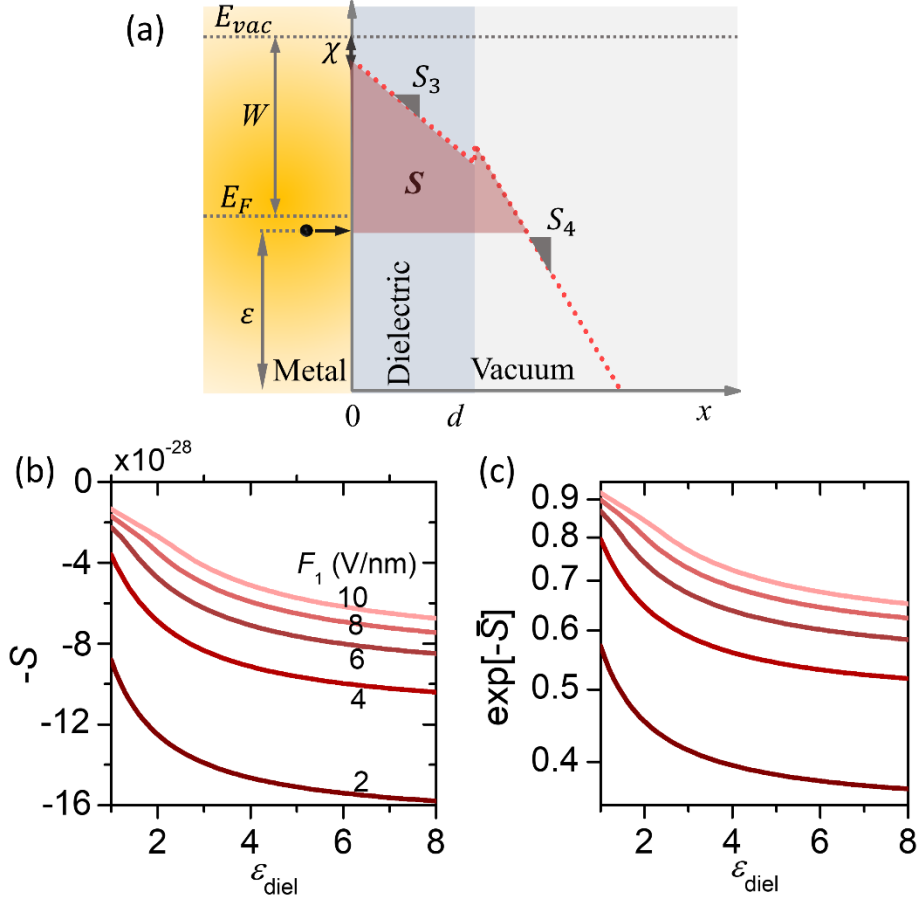 (a)
E_vac
χ
W
S_3
S
E_F
S_4
ε
Dielectric
Metal
Vacuum
0
d
x
(b)
x10^-28
0
-4
-8
-12
-16
-S
F_1 (V/nm)
10
8
6
4
2
2
4
6
8
ε_diel
(c)
0.9
0.8
0.7
0.6
0.5
0.4
exp[-S̄]
2
4
6
8
ε_diel